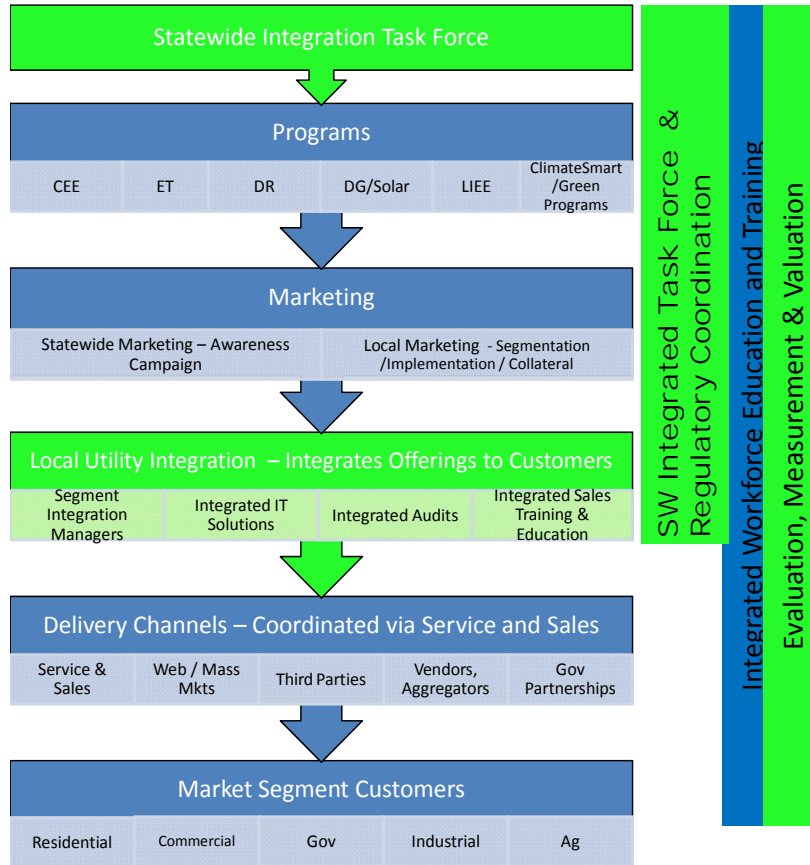 Statewide Integration Task Force
Programs
CEE
ET
DR
DG/Solar
LIEE
ClimateSmart
/Green
Programs
Marketing
Statewide Marketing – Awareness
Campaign
Local Marketing - Segmentation
/Implementation / Collateral
Local Utility Integration – Integrates Offerings to Customers
Segment
Integration
Managers
Integrated IT
Solutions
Integrated Audits
Integrated Sales
Training &
Education
Delivery Channels – Coordinated via Service and Sales
Service &
Sales
Web / Mass
Mkts
Third Parties
Vendors,
Aggregators
Gov
Partnerships
Market Segment Customers
Residential
Commercial
Gov
Industrial
Ag
SW Integrated Task Force &
Regulatory Coordination
Integrated Workforce Education and Training
Evaluation, Measurement & Valuation